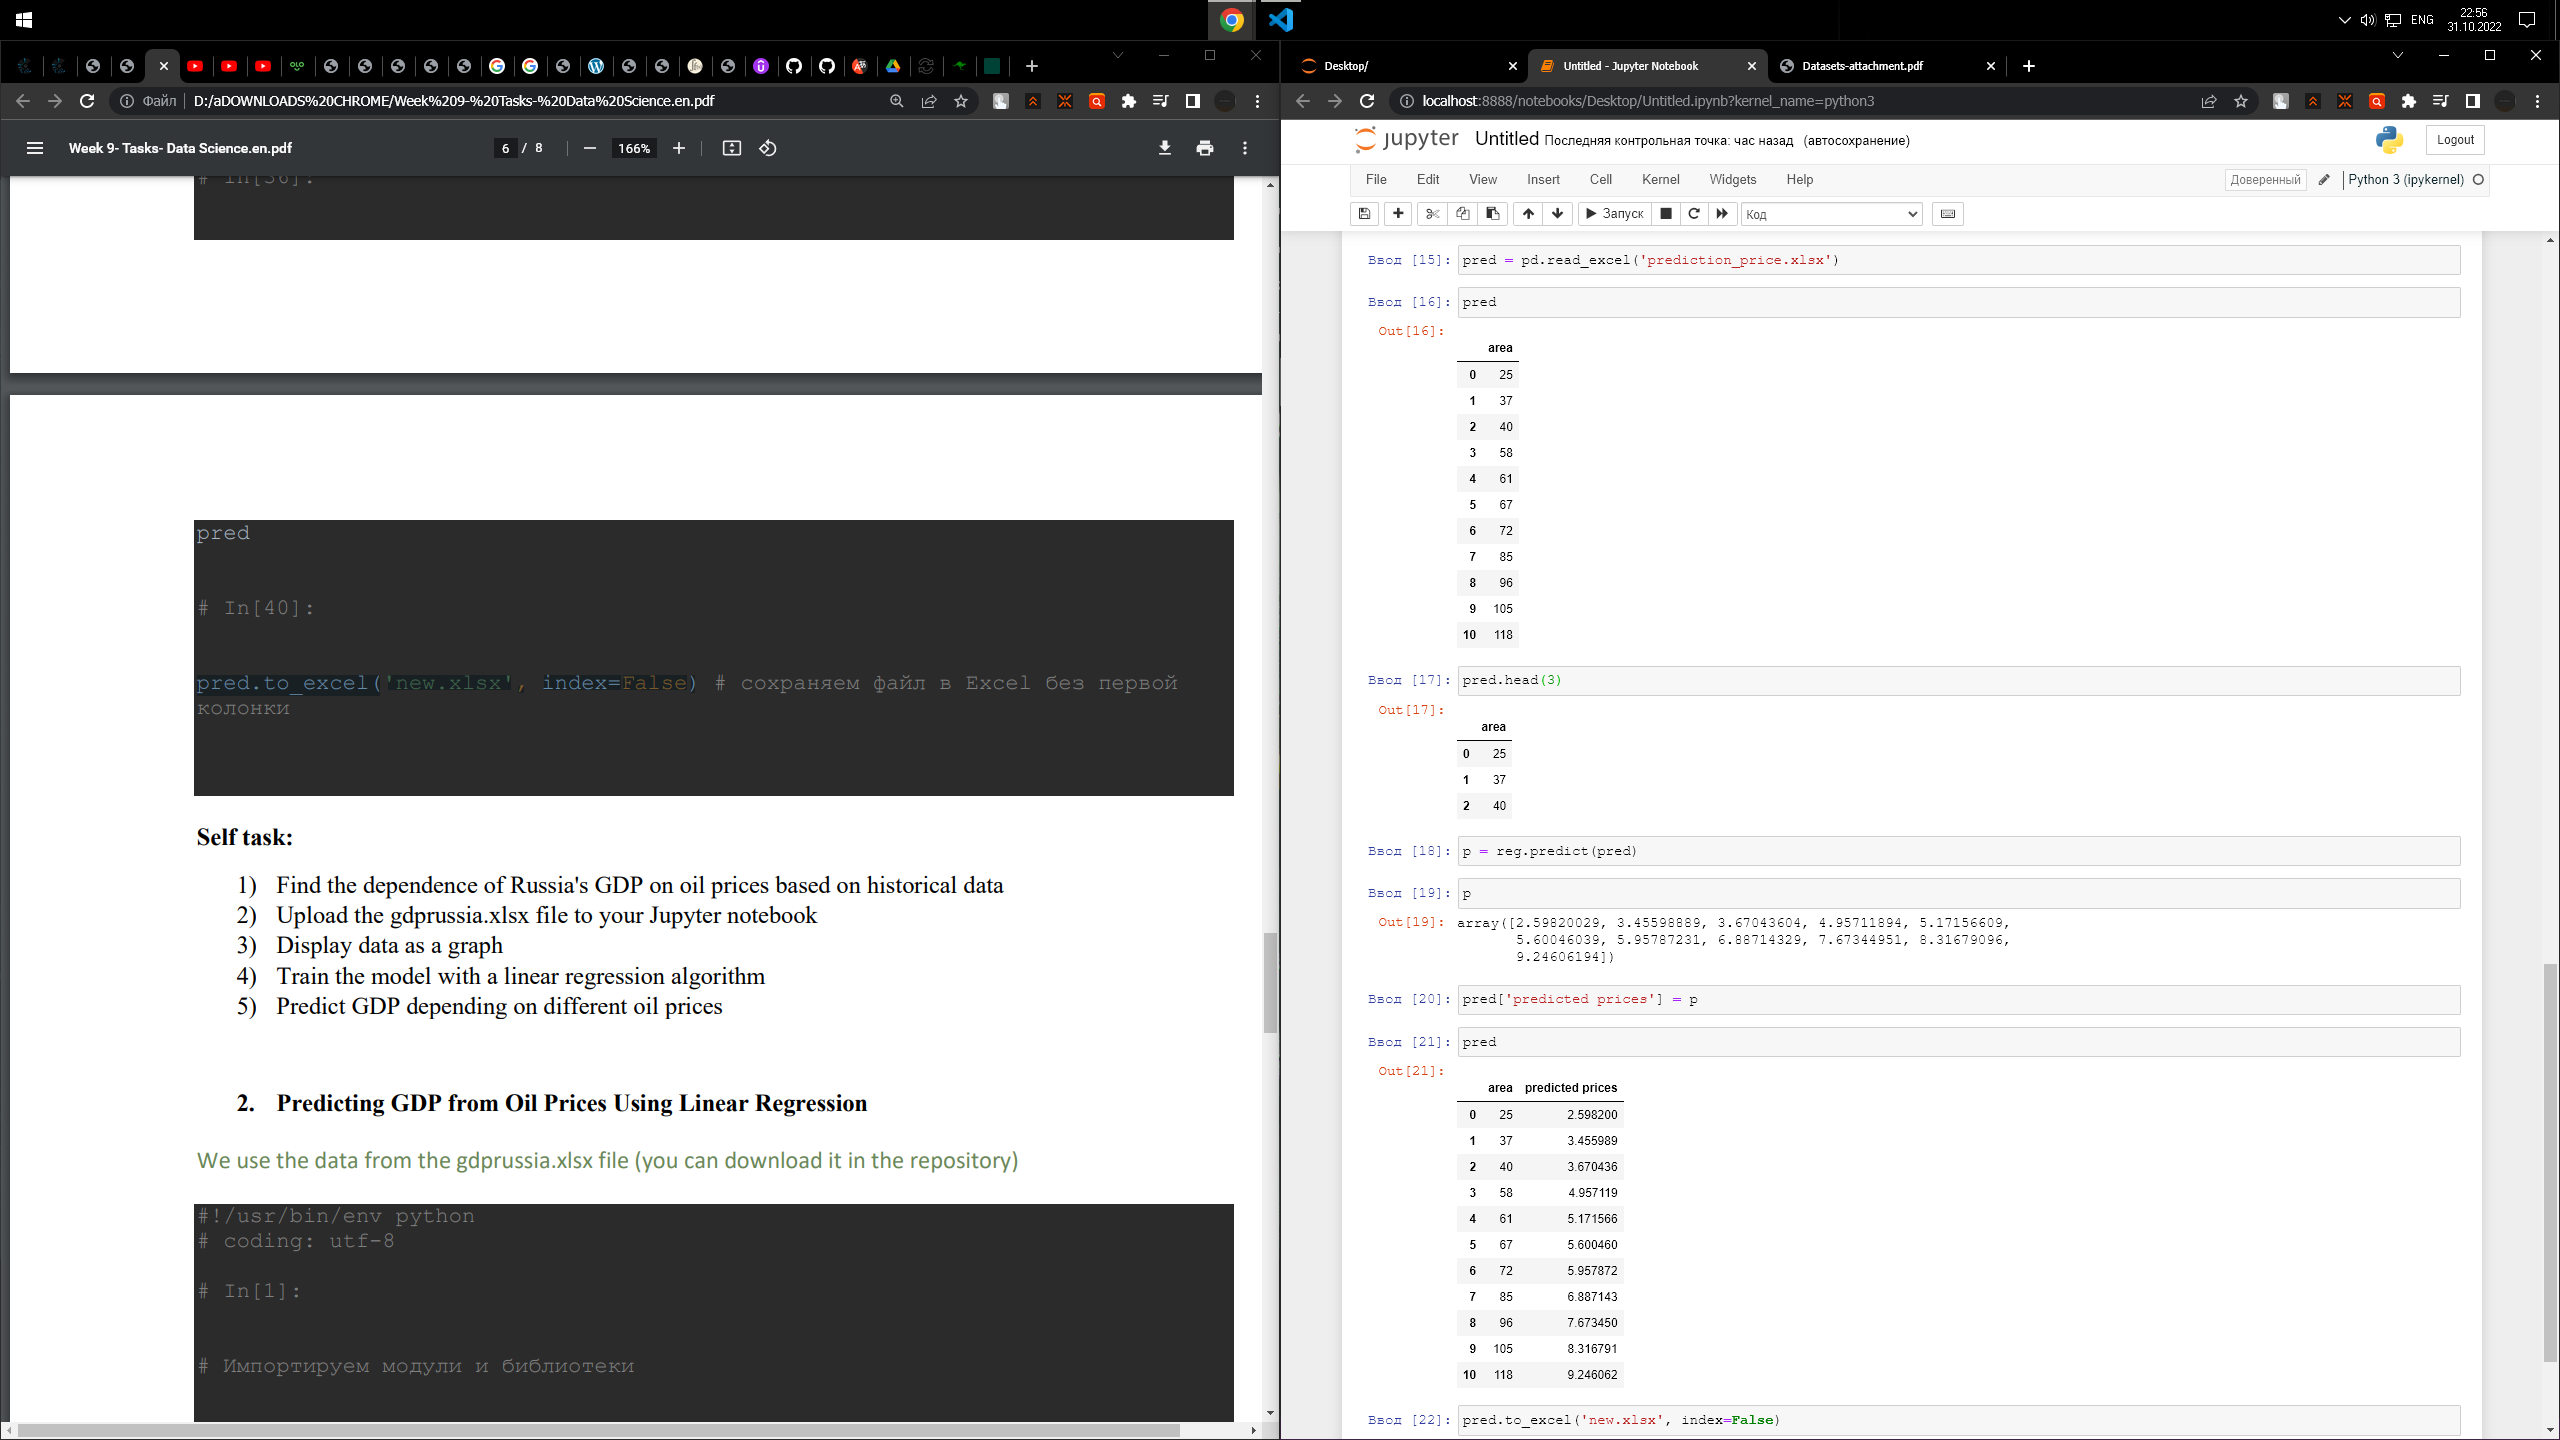 ENG
22:56
31.10.2022
Файл
D:/aDOWNLOADS%20CHROME/Week%209-%20Tasks-%20Data%20Science.en.pdf
Week 9- Tasks- Data Science.en.pdf
6 / 8
166%
# In[36]:
pred
# In[40]:
pred.to_excel('new.xlsx', index=False) # сохраняем файл в Excel без первой
колонки
Self task:
1) Find the dependence of Russia's GDP on oil prices based on historical data
2) Upload the gdprussia.xlsx file to your Jupyter notebook
3) Display data as a graph
4) Train the model with a linear regression algorithm
5) Predict GDP depending on different oil prices
2. Predicting GDP from Oil Prices Using Linear Regression
We use the data from the gdprussia.xlsx file (you can download it in the repository)
#!/usr/bin/env python
# coding: utf-8
# In[1]:
# Импортируем модули и библиотеки
Desktop/
Untitled - Jupyter Notebook
Datasets-attachment.pdf
localhost:8888/notebooks/Desktop/Untitled.ipynb?kernel_name=python3
jupyter Untitled Последняя контрольная точка: час назад (автосохранение)
Logout
File Edit View Insert Cell Kernel Widgets Help
Доверенный
Python 3 (ipykernel)
Запуск
Код
Ввод [15]: pred = pd.read_excel('prediction_price.xlsx')
Ввод [16]: pred
Out[16]:
area
0 25
1 37
2 40
3 58
4 61
5 67
6 72
7 85
8 96
9 105
10 118
Ввод [17]: pred.head(3)
Out[17]:
area
0 25
1 37
2 40
Ввод [18]: p = reg.predict(pred)
Ввод [19]: p
Out[19]: array([2.59820029, 3.45598889, 3.67043604, 4.95711894, 5.17156609,
5.60046039, 5.95787231, 6.88714329, 7.67344951, 8.31679096,
9.24606194])
Ввод [20]: pred['predicted prices'] = p
Ввод [21]: pred
Out[21]:
area predicted prices
0 25 2.598200
1 37 3.455989
2 40 3.670436
3 58 4.957119
4 61 5.171566
5 67 5.600460
6 72 5.957872
7 85 6.887143
8 96 7.673450
9 105 8.316791
10 118 9.246062
Ввод [22]: pred.to_excel('new.xlsx', index=False)